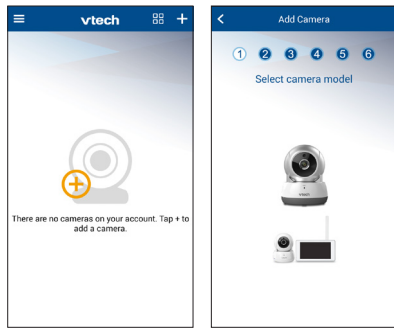 vtech
There are no cameras on your account. Tap + to
add a camera.
Add Camera
1 2 3 4 5 6
Select camera model
vtech